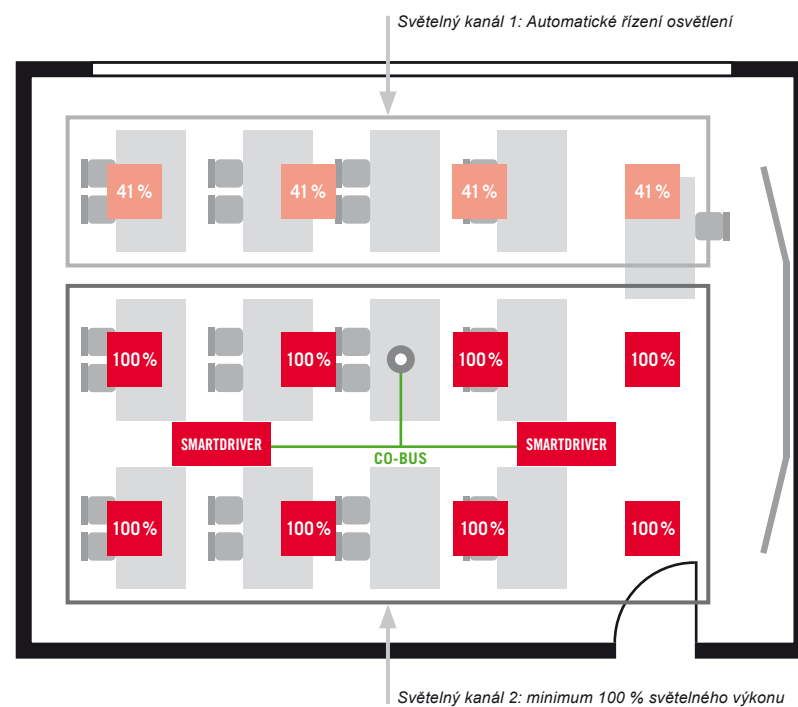 Světelný kanál 1: Automatické řízení osvětlení
41 % 41 % 41 % 41 %
100 % 100 % 100 % 100 %
SMARTDRIVER SMARTDRIVER
CO-BUS
100 % 100 % 100 % 100 %
Světelný kanál 2: minimum 100 % světelného výkonu